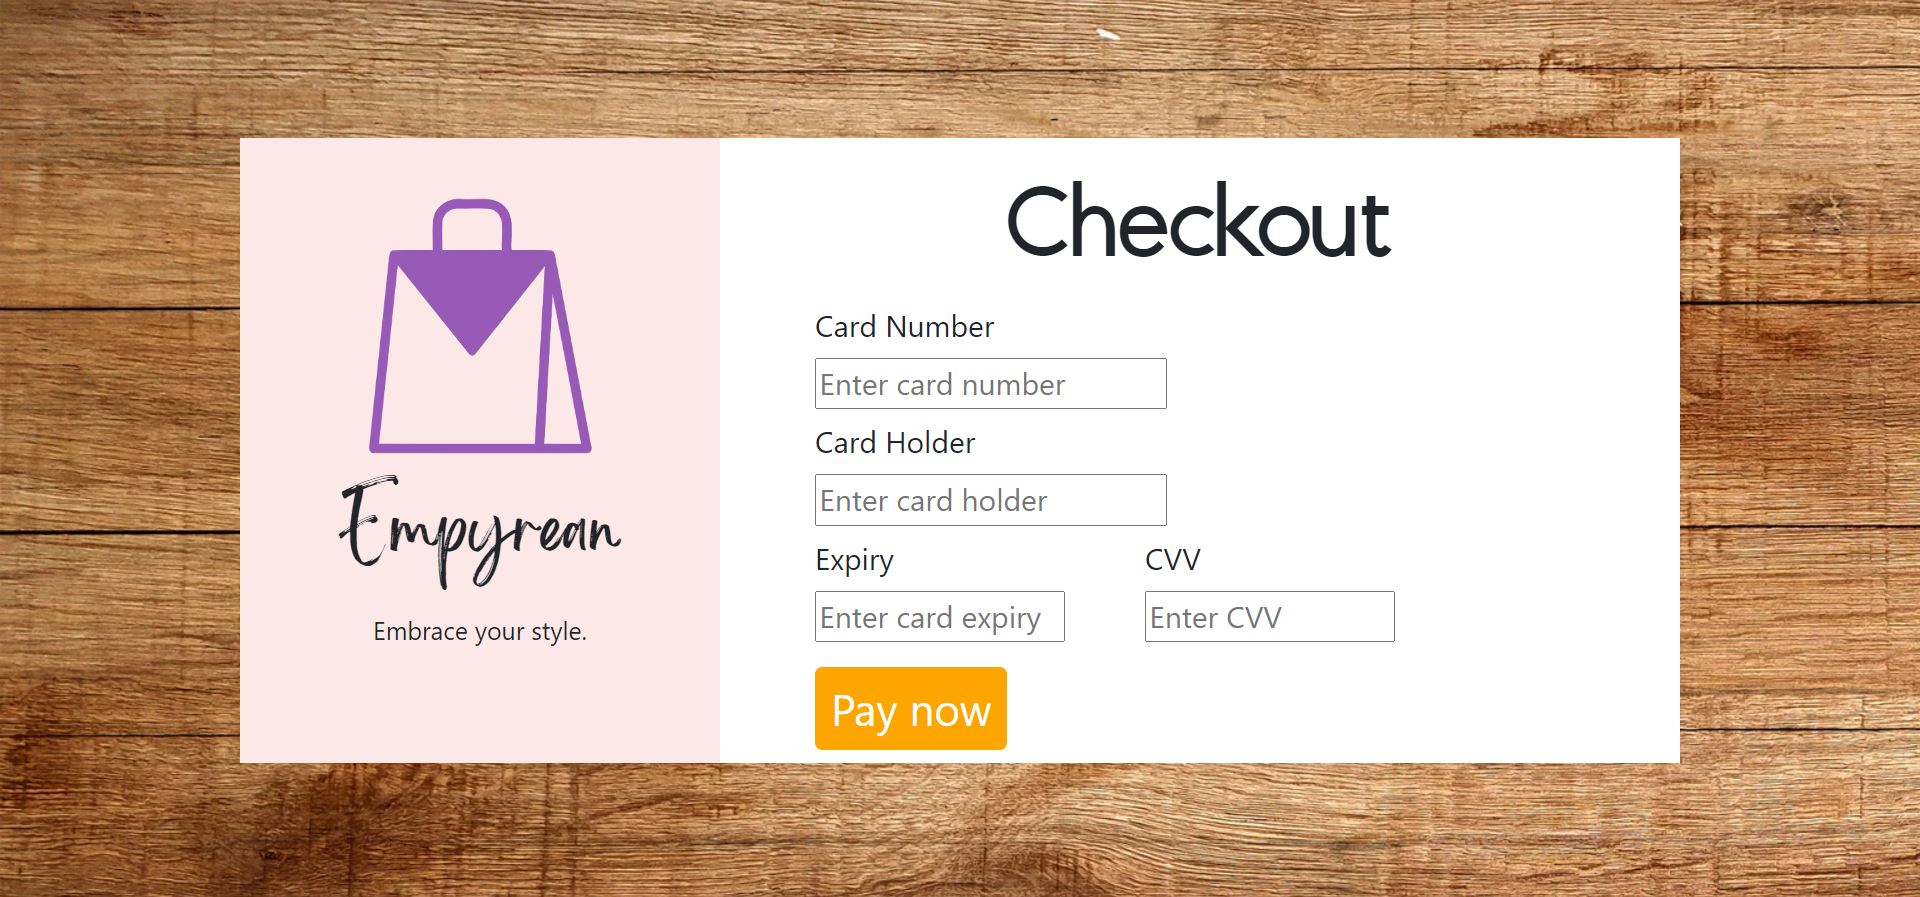 Empyrean
Embrace your style.
Checkout
Card Number
Enter card number
Card Holder
Enter card holder
Expiry
CVV
Enter card expiry
Enter CVV
Pay now